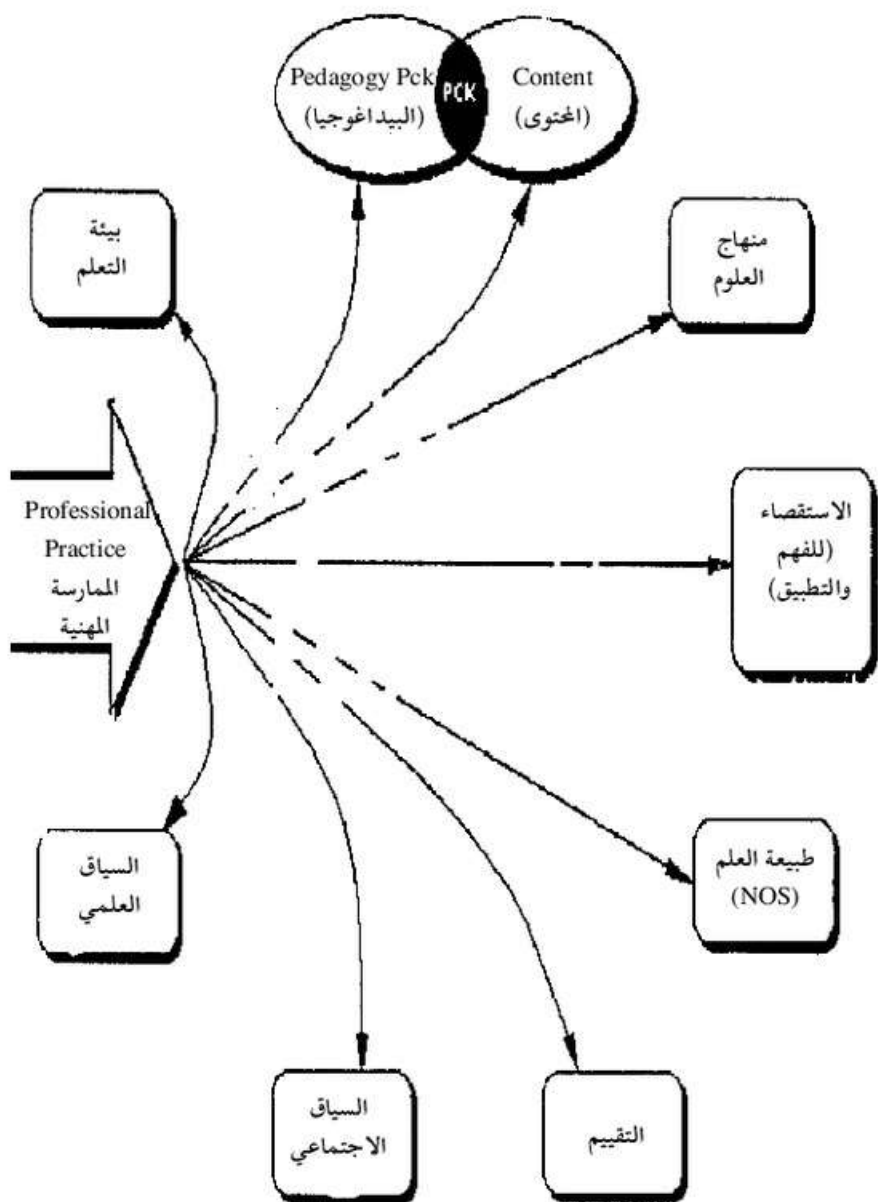 Pedagogy Pck
(البيداغوجيا)
PCK
Content
(المحتوى)
بيئة
التعلم
منهاج
العلوم
Professional
Practice
الممارسة
المهنية
الاستقصاء
(للفهم
والتطبيق)
السياق
العلمي
طبيعة العلم
(NOS)
السياق
الاجتماعي
التقييم